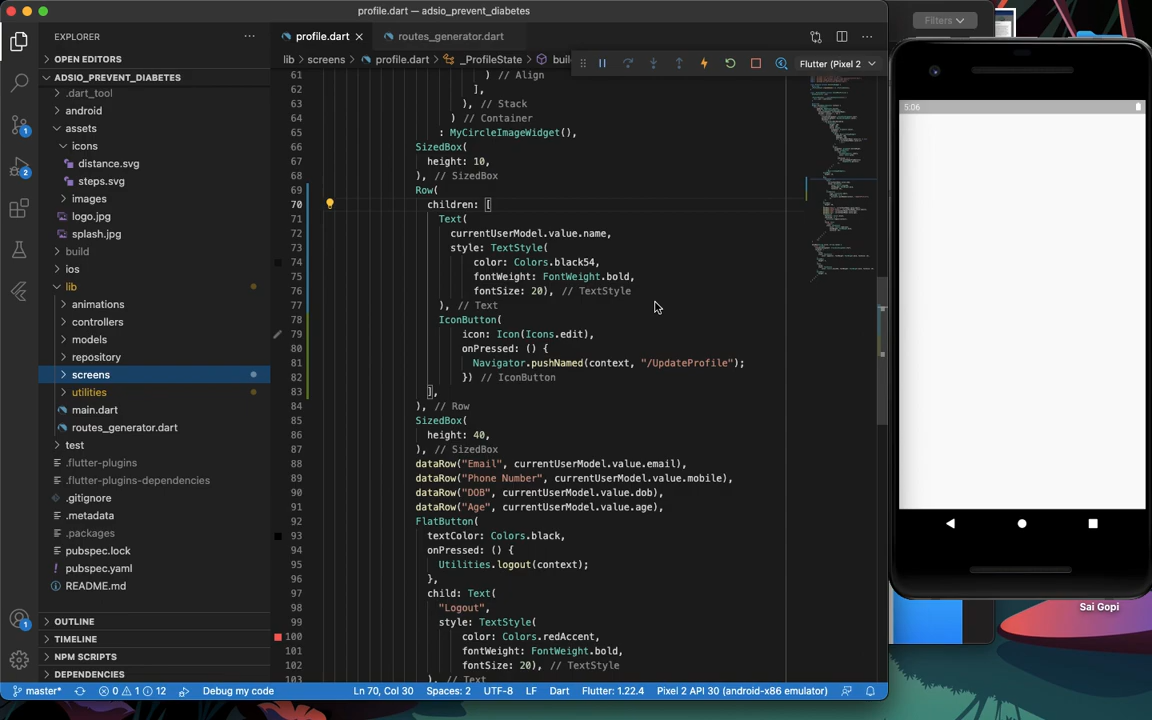 profile.dart — adsio_prevent_diabetes
Filters
EXPLORER
profile.dart
routes_generator.dart
OPEN EDITORS
lib > screens > profile.dart > _ProfileState > buil
Flutter (Pixel 2
ADSIO_PREVENT_DIABETES
.dart_tool
android
assets
icons
distance.svg
steps.svg
images
logo.jpg
splash.jpg
build
ios
lib
animations
controllers
models
repository
screens
utilities
main.dart
routes_generator.dart
test
.flutter-plugins
.flutter-plugins-dependencies
.gitignore
.metadata
.packages
pubspec.lock
pubspec.yaml
README.md
OUTLINE
TIMELINE
NPM SCRIPTS
DEPENDENCIES
1
2
1
61 ) // Align
62 ],
63 ), // Stack
64 ) // Container
65 : MyCircleImageWidget(),
66 SizedBox(
67 height: 10,
68 ), // SizedBox
69 Row(
70 children: [
71 Text(
72 currentUserModel.value.name,
73 style: TextStyle(
74 color: Colors.black54,
75 fontWeight: FontWeight.bold,
76 fontSize: 20), // TextStyle
77 ), // Text
78 IconButton(
79 icon: Icon(Icons.edit),
80 onPressed: () {
81 Navigator.pushNamed(context, "/UpdateProfile");
82 }) // IconButton
83 ],
84 ), // Row
85 SizedBox(
86 height: 40,
87 ), // SizedBox
88 dataRow("Email", currentUserModel.value.email),
89 dataRow("Phone Number", currentUserModel.value.mobile),
90 dataRow("DOB", currentUserModel.value.dob),
91 dataRow("Age", currentUserModel.value.age),
92 FlatButton(
93 textColor: Colors.black,
94 onPressed: () {
95 Utilities.logout(context);
96 },
97 child: Text(
98 "Logout",
99 style: TextStyle(
100 color: Colors.redAccent,
101 fontWeight: FontWeight.bold,
102 fontSize: 20), // TextStyle
103 ), // Text
5:06
Sai Gopi
master* 0 1 12 Debug my code Ln 70, Col 30 Spaces: 2 UTF-8 LF Dart Flutter: 1.22.4 Pixel 2 API 30 (android-x86 emulator)